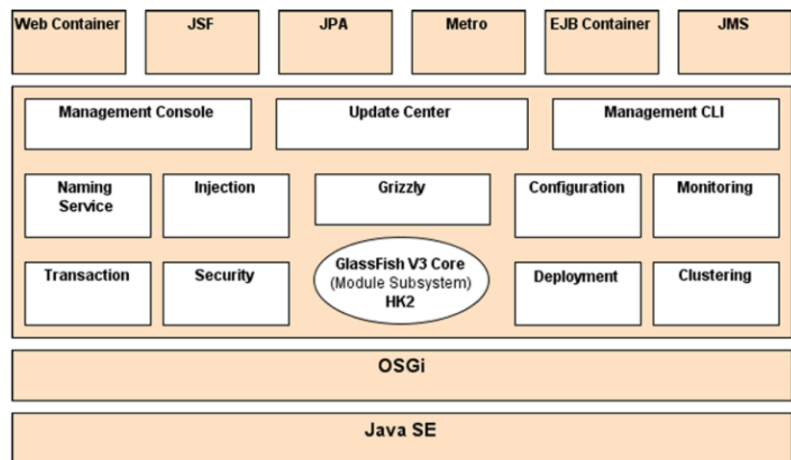 Web Container
JSF
JPA
Metro
EJB Container
JMS
Management Console
Update Center
Management CLI
Naming
Service
Injection
Grizzly
Configuration
Monitoring
Transaction
Security
GlassFish V3 Core
(Module Subsystem)
HK2
Deployment
Clustering
OSGi
Java SE